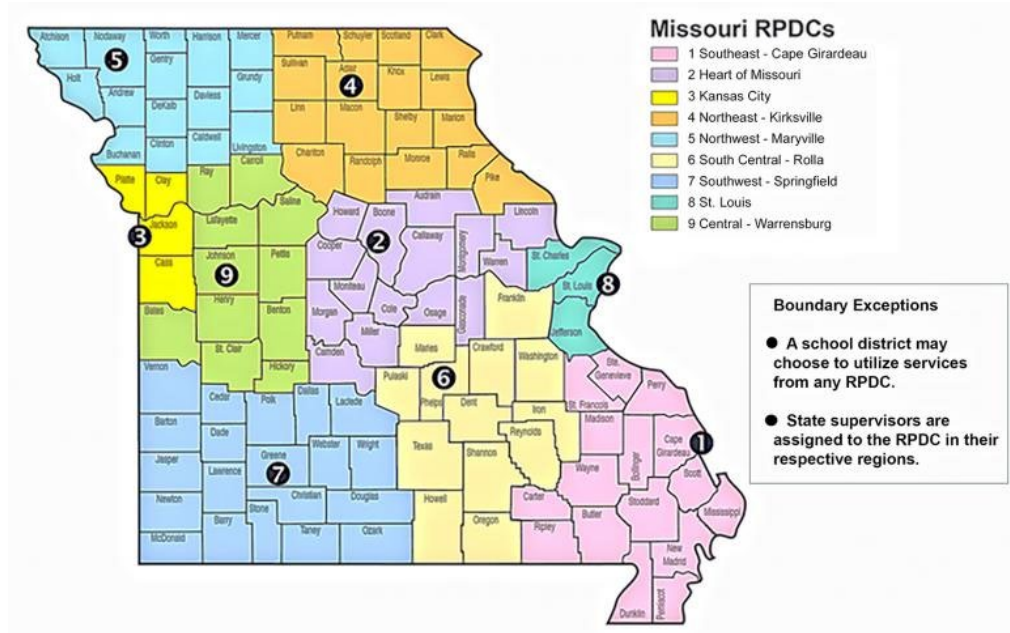 Missouri RPDCs
1 Southeast - Cape Girardeau
2 Heart of Missouri
3 Kansas City
4 Northeast - Kirksville
5 Northwest - Maryville
6 South Central - Rolla
7 Southwest - Springfield
8 St. Louis
9 Central - Warrensburg
Boundary Exceptions
● A school district may
choose to utilize services
from any RPDC.
● State supervisors are
assigned to the RPDC in their
respective regions.
Atchison Nodaway Worth Harrison Mercer Putnam Schuyler Scotland Clark
5
Gentry Sullivan Adair Knox Lewis
Holt Grundy
4
Andrew DeKalb Daviess Linn Macon Shelby Marion
Buchanan Clinton Caldwell Livingston Chariton Randolph Monroe Ralls
Platte Clay Ray Carroll Pike
Saline Howard Boone Audrain Lincoln
3
Jackson Lafayette Cooper
2
Callaway Montgomery Warren St. Charles
Cass Johnson Pettis Moniteau St. Louis
9
8
Bates Henry Benton Morgan Cole Osage Gasconade Franklin Jefferson
St. Clair Hickory Camden Miller Maries Crawford Washington
Vernon Pulaski
6
Phelps Ste.
Genevieve Perry
Cedar Polk Dallas Laclede Dent Iron St. Francois
Barton Dade Texas Reynolds Madison Cape
Girardeau
1
Jasper Lawrence Greene Webster Wright Shannon Wayne Bollinger Scott
7
Newton Stone Christian Douglas Howell Carter Stoddard Mississippi
McDonald Barry Taney Ozark Oregon Ripley Butler New
Madrid
Dunklin Pemiscot